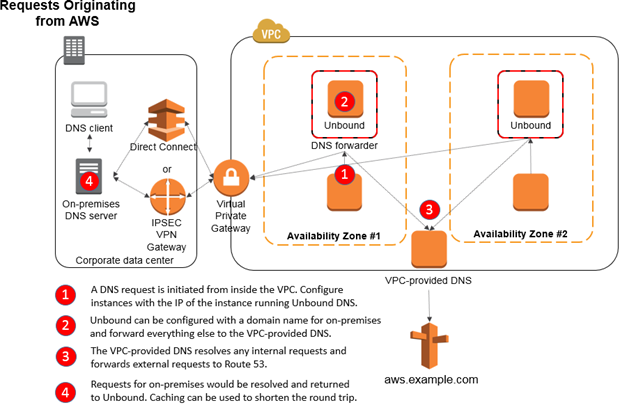 Requests Originating
from AWS
VPC
DNS client
Direct Connect
or
4
On-premises
DNS server
IPSEC
VPN
Gateway
Corporate data center
Virtual
Private
Gateway
2
Unbound
DNS forwarder
1
Availability Zone #1
Unbound
Availability Zone #2
3
VPC-provided DNS
aws.example.com
1 A DNS request is initiated from inside the VPC. Configure
instances with the IP of the instance running Unbound DNS.
2 Unbound can be configured with a domain name for on-premises
and forward everything else to the VPC-provided DNS.
3 The VPC-provided DNS resolves any internal requests and
forwards external requests to Route 53.
4 Requests for on-premises would be resolved and returned
to Unbound. Caching can be used to shorten the round trip.